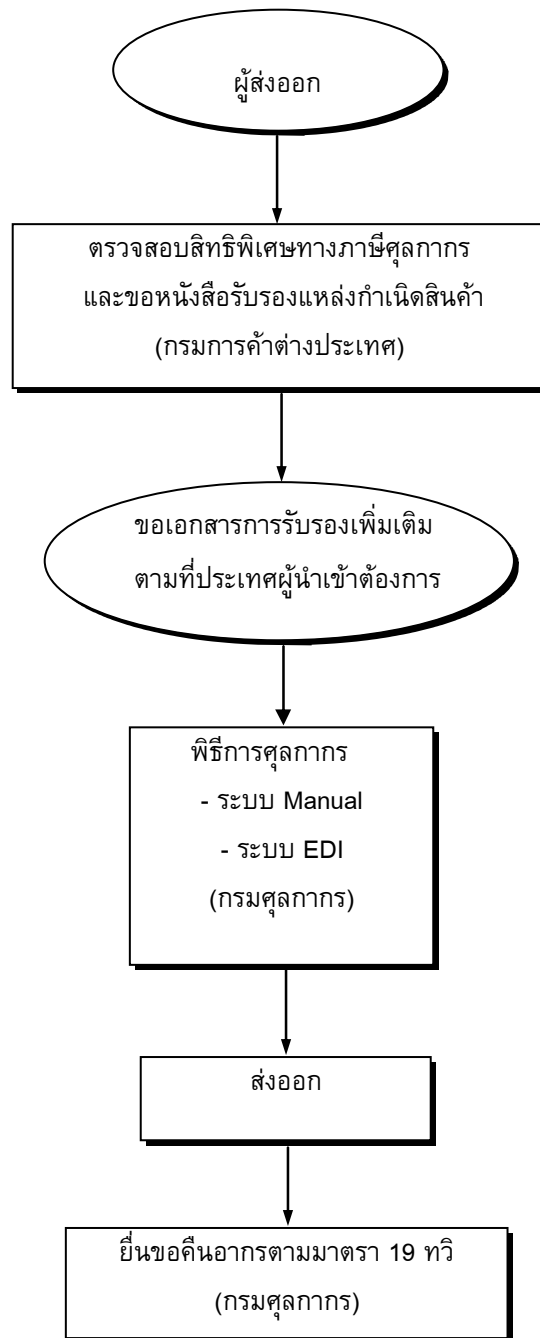 ผู้ส่งออก
ตรวจสอบสิทธิพิเศษทางภาษีศุลกากร
และขอหนังสือรับรองแหล่งกำเนิดสินค้า
(กรมการค้าต่างประเทศ)
ขอเอกสารการรับรองเพิ่มเติม
ตามที่ประเทศผู้นำเข้าต้องการ
พิธีการศุลกากร
- ระบบ Manual
- ระบบ EDI
(กรมศุลกากร)
ส่งออก
ยื่นขอคืนอากรตามมาตรา 19 ทวิ
(กรมศุลกากร)